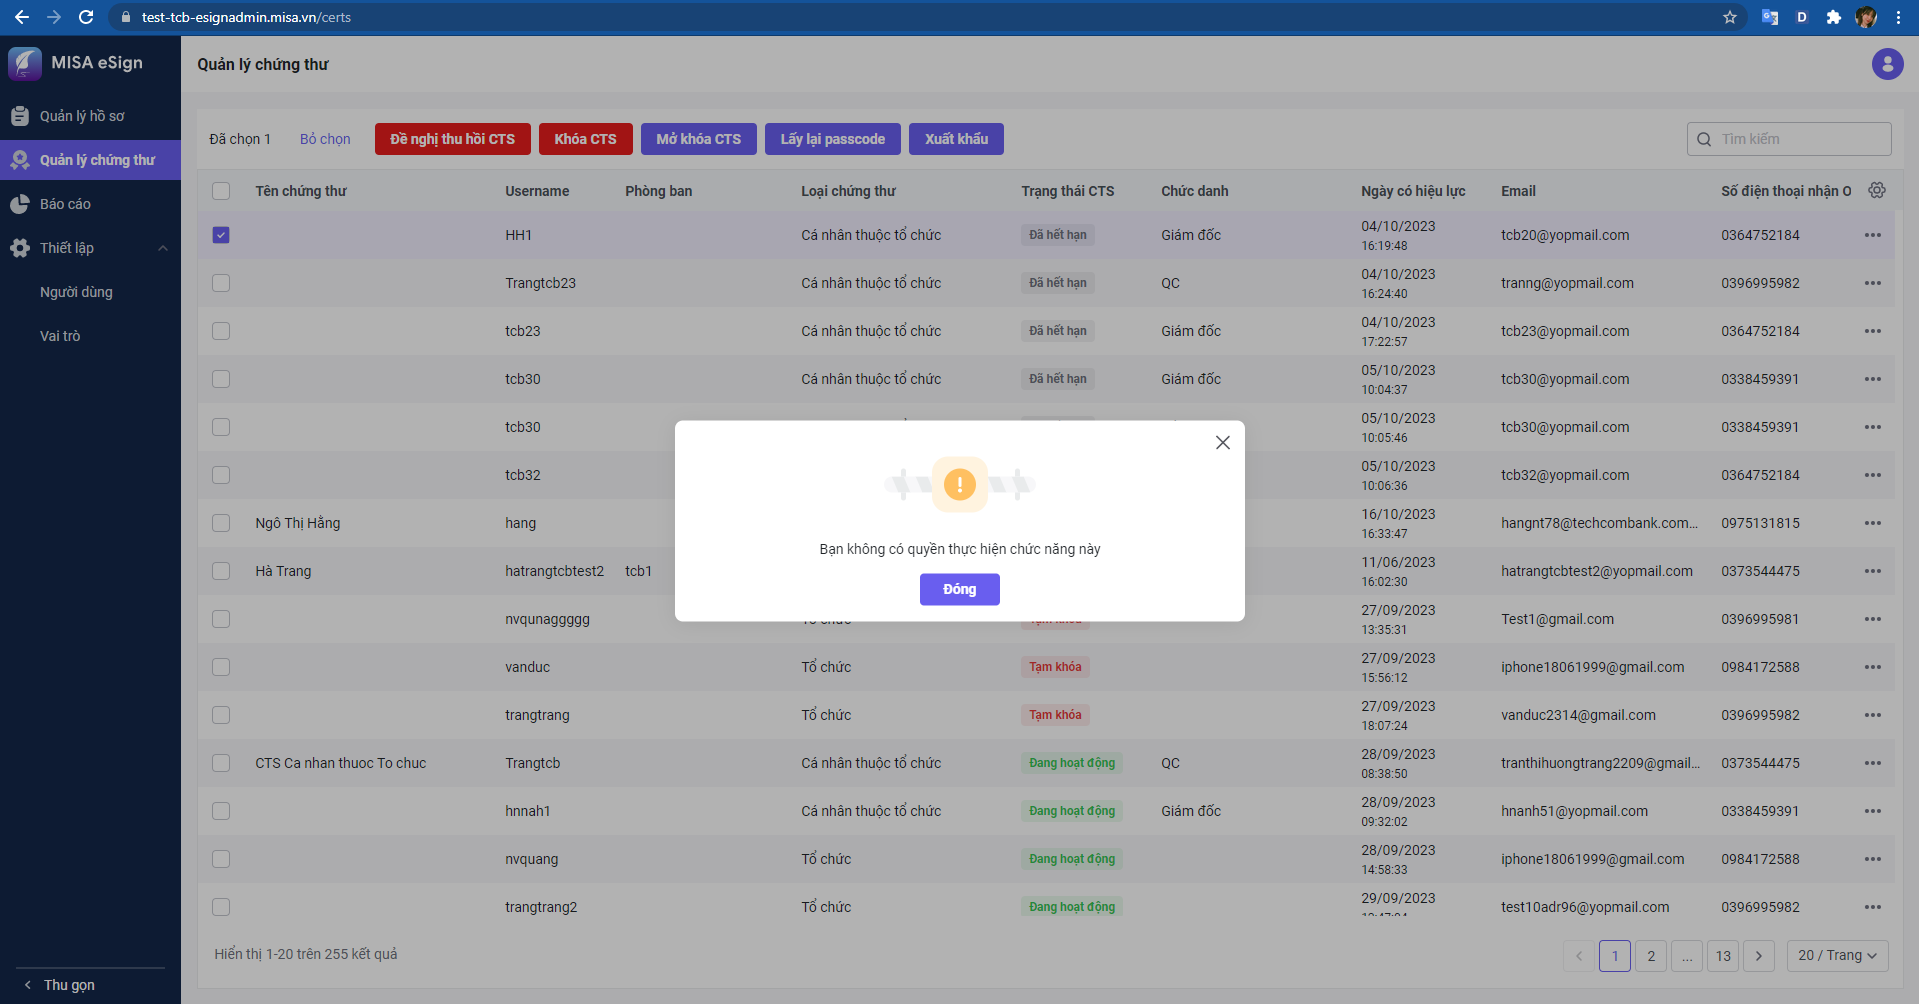 test-tcb-esignadmin.misa.vn/certs
MISA eSign
Quản lý chứng thư
Quản lý hồ sơ
Quản lý chứng thư
Báo cáo
Thiết lập
Người dùng
Vai trò
Đã chọn 1 Bỏ chọn Đề nghị thu hồi CTS Khóa CTS Mở khóa CTS Lấy lại passcode Xuất khẩu Tìm kiếm
Tên chứng thư Username Phòng ban Loại chứng thư Trạng thái CTS Chức danh Ngày có hiệu lực Email Số điện thoại nhận O
HH1 Cá nhân thuộc tổ chức Đã hết hạn Giám đốc 04/10/2023 16:19:48 tcb20@yopmail.com 0364752184
Trangtcb23 Cá nhân thuộc tổ chức Đã hết hạn QC 04/10/2023 16:24:40 tranng@yopmail.com 0396995982
tcb23 Cá nhân thuộc tổ chức Đã hết hạn Giám đốc 04/10/2023 17:22:57 tcb23@yopmail.com 0364752184
tcb30 Cá nhân thuộc tổ chức Đã hết hạn Giám đốc 05/10/2023 10:04:37 tcb30@yopmail.com 0338459391
tcb30 05/10/2023 10:05:46 tcb30@yopmail.com 0338459391
tcb32 05/10/2023 10:06:36 tcb32@yopmail.com 0364752184
Ngô Thị Hằng hang 16/10/2023 16:33:47 hangnt78@techcombank.com... 0975131815
Hà Trang hatrangtcbtest2 tcb1 11/06/2023 16:02:30 hatrangtcbtest2@yopmail.com 0373544475
nvqunaggggg Tổ chức Tạm khóa 27/09/2023 13:35:31 Test1@gmail.com 0396995981
vanduc Tổ chức Tạm khóa 27/09/2023 15:56:12 iphone18061999@gmail.com 0984172588
trangtrang Tổ chức Tạm khóa 27/09/2023 18:07:24 vanduc2314@gmail.com 0396995982
CTS Ca nhan thuoc To chuc Trangtcb Cá nhân thuộc tổ chức Đang hoạt động QC 28/09/2023 08:38:50 tranthihuongtrang2209@gmail... 0373544475
hnnah1 Cá nhân thuộc tổ chức Đang hoạt động Giám đốc 28/09/2023 09:32:02 hnanh51@yopmail.com 0338459391
nvquang Tổ chức Đang hoạt động 28/09/2023 14:58:33 iphone18061999@gmail.com 0984172588
trangtrang2 Tổ chức Đang hoạt động 29/09/2023 test10adr96@yopmail.com 0396995982
Bạn không có quyền thực hiện chức năng này
Đóng
Hiển thị 1-20 trên 255 kết quả 1 2 ... 13 20 / Trang
Thu gọn